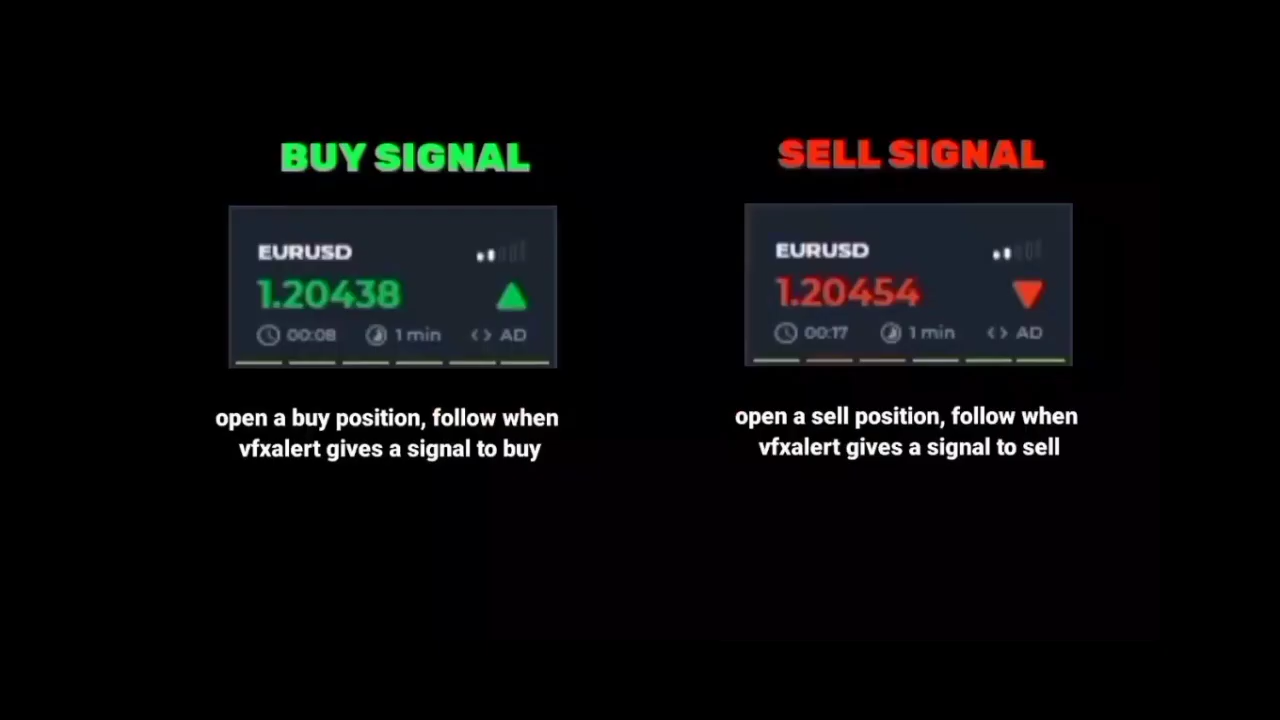 BUY SIGNAL
EURUSD
1.20438
00:08 1 min <> AD
open a buy position, follow when
vfxalert gives a signal to buy
SELL SIGNAL
EURUSD
1.20454
00:17 1 min <> AD
open a sell position, follow when
vfxalert gives a signal to sell